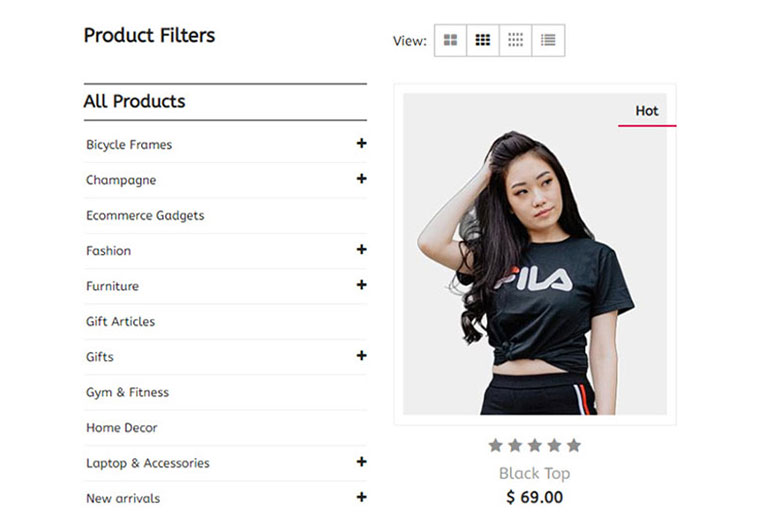 Product Filters
View:
All Products
Bicycle Frames
Champagne
Ecommerce Gadgets
Fashion
Furniture
Gift Articles
Gifts
Gym & Fitness
Home Decor
Laptop & Accessories
New arrivals
Hot
FILA
Black Top
$ 69.00